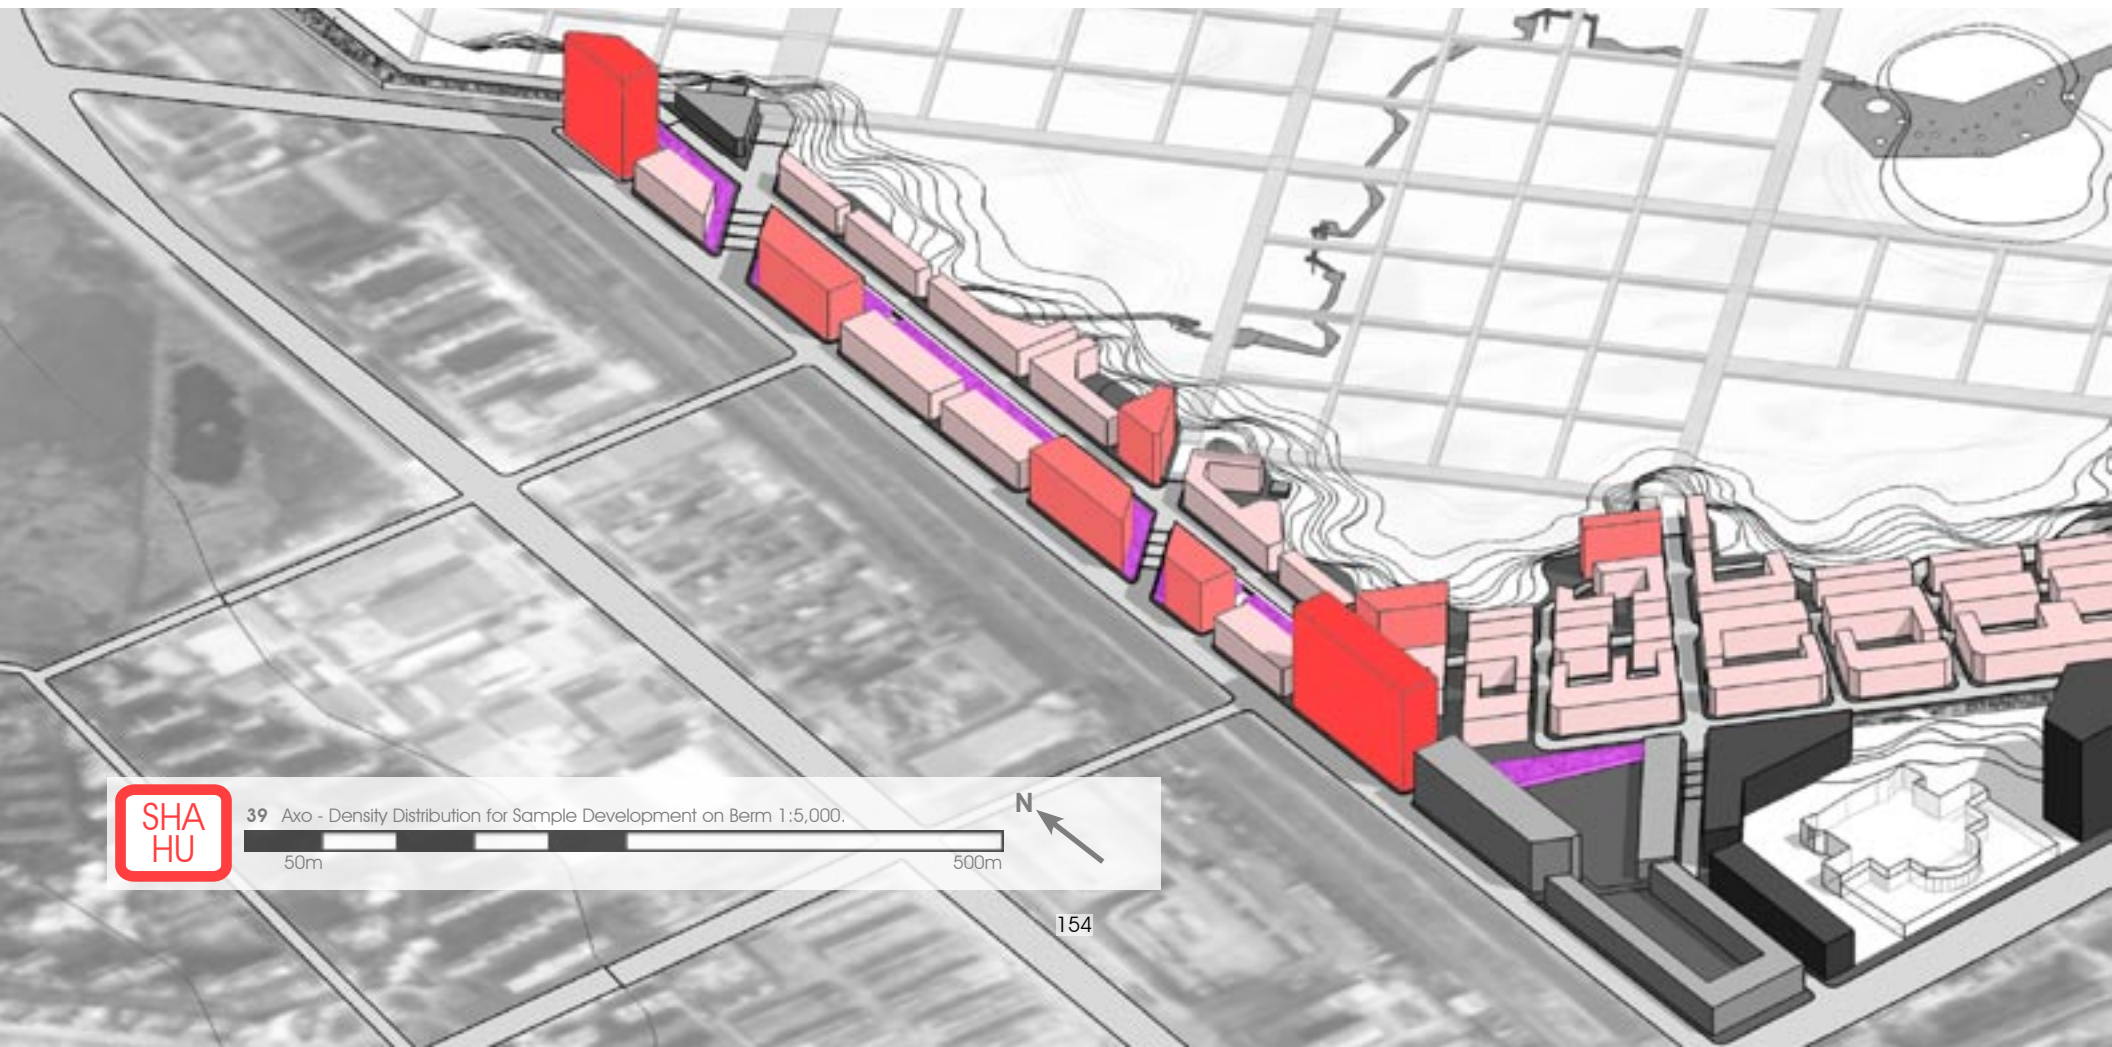 SHA
HU
39 Axo - Density Distribution for Sample Development on Berm 1:5,000.
N
50m 500m
154